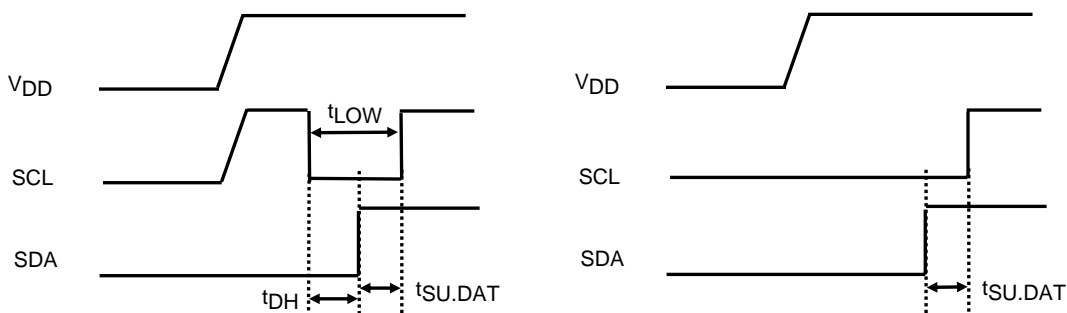 VDD
SCL
tLOW
SDA
tDH
tSU.DAT
VDD
SCL
SDA
tSU.DAT